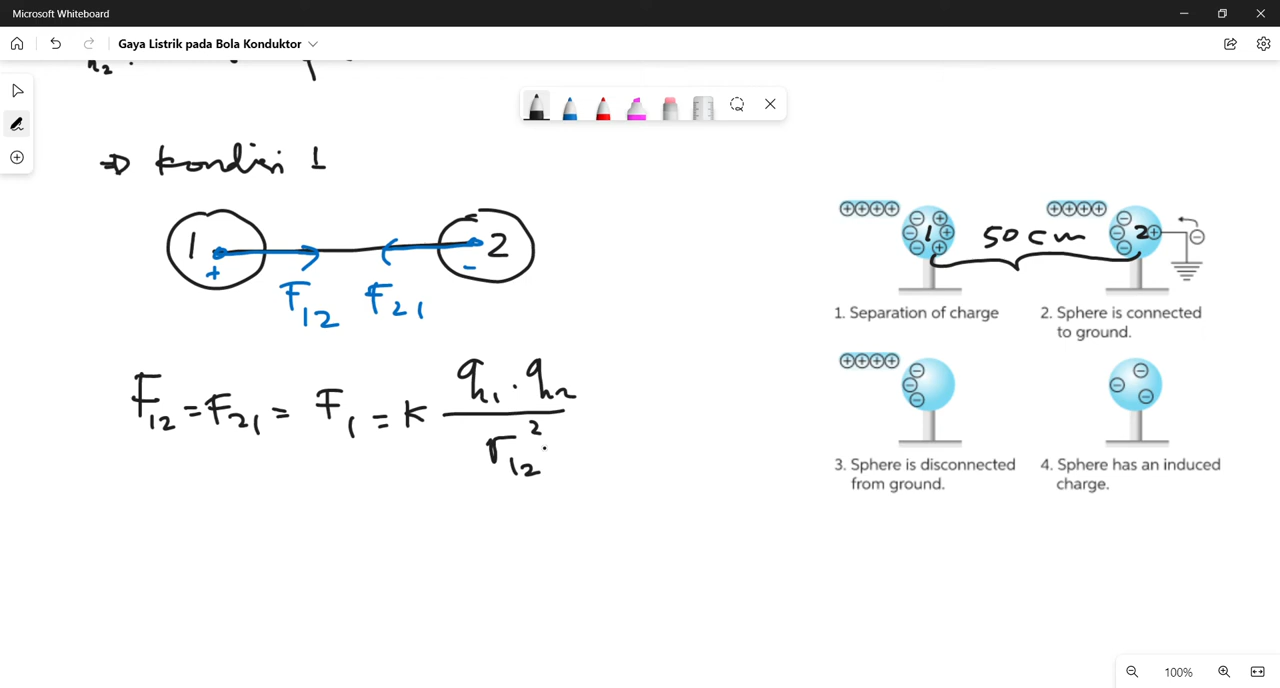 Microsoft Whiteboard
Gaya Listrik pada Bola Konduktor
⇒ Kondisi 1
1
2
+
-
F12
F21
F12 = F21 = F1 = k q1 . q2 / r12²
1
50 cm
2
1. Separation of charge
2. Sphere is connected
to ground.
3. Sphere is disconnected
from ground.
4. Sphere has an induced
charge.
100%